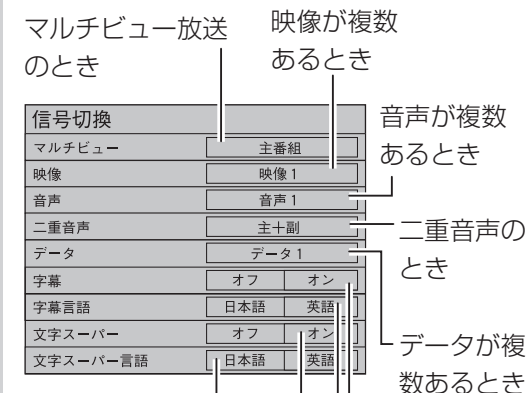 マルチビュー放送
のとき
映像が複数
あるとき
信号切換
マルチビュー 主番組
映像 映像1
音声 音声1
二重音声 主+副
データ データ1
字幕 オフ オン
字幕言語 日本語 英語
文字スーパー オフ オン
文字スーパー言語 日本語 英語
音声が複数
あるとき
二重音声の
とき
データが複
数あるとき